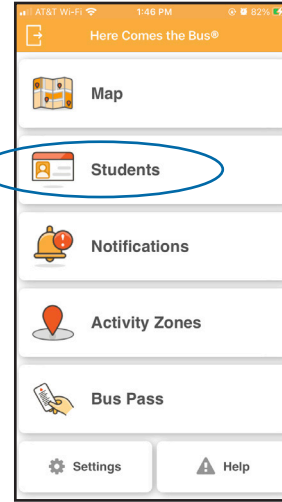 AT&T Wi-Fi 1:46 PM 82%
Here Comes the Bus®
Map
Students
Notifications
Activity Zones
Bus Pass
Settings Help